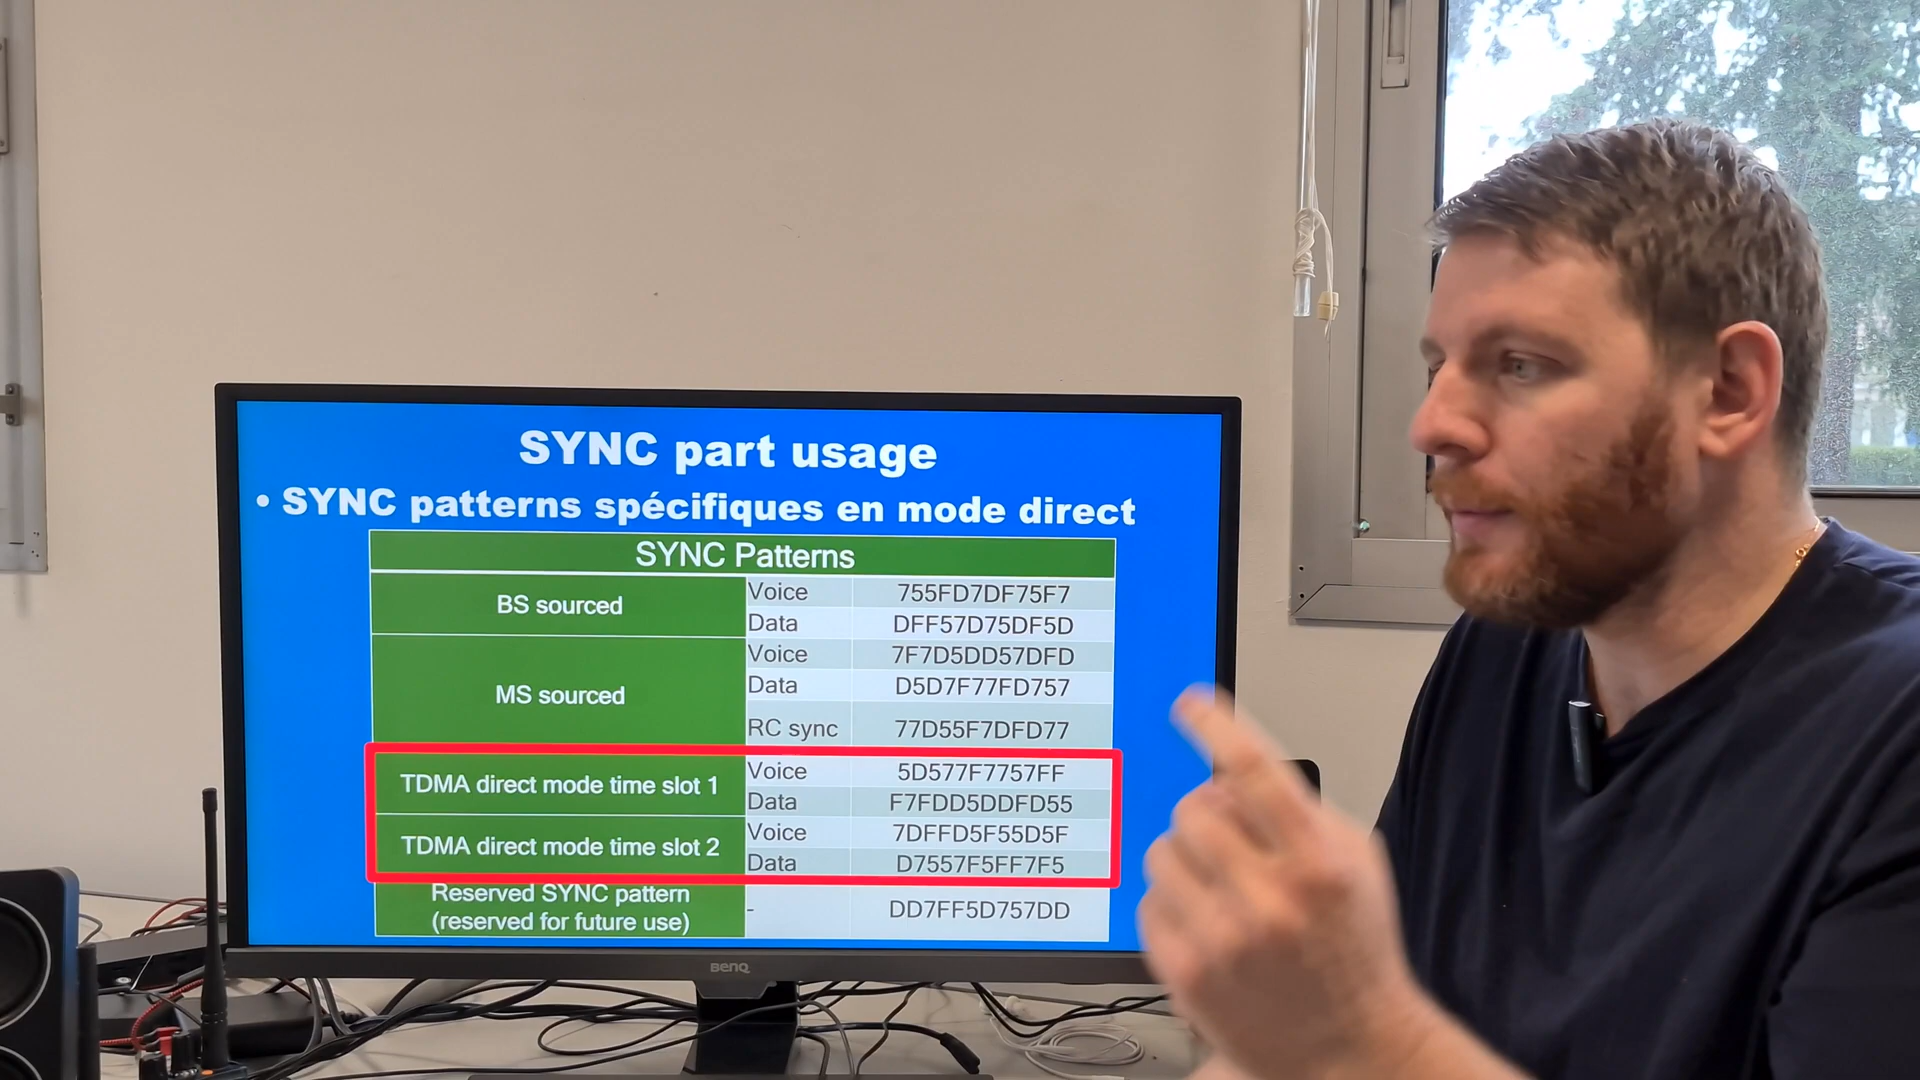 SYNC part usage
• SYNC patterns spécifiques en mode direct
SYNC Patterns
BS sourced
Voice 755FD7DF75F7
Data DFF57D75DF5D
MS sourced
Voice 7F7D5DD57DFD
Data D5D7F77FD757
RC sync 77D55F7DFD77
TDMA direct mode time slot 1
Voice 5D577F7757FF
Data F7FDD5DDFD55
TDMA direct mode time slot 2
Voice 7DFFD5F55D5F
Data D7557F5FF7F5
Reserved SYNC pattern
(reserved for future use)
- DD7FF5D757DD
BenQ